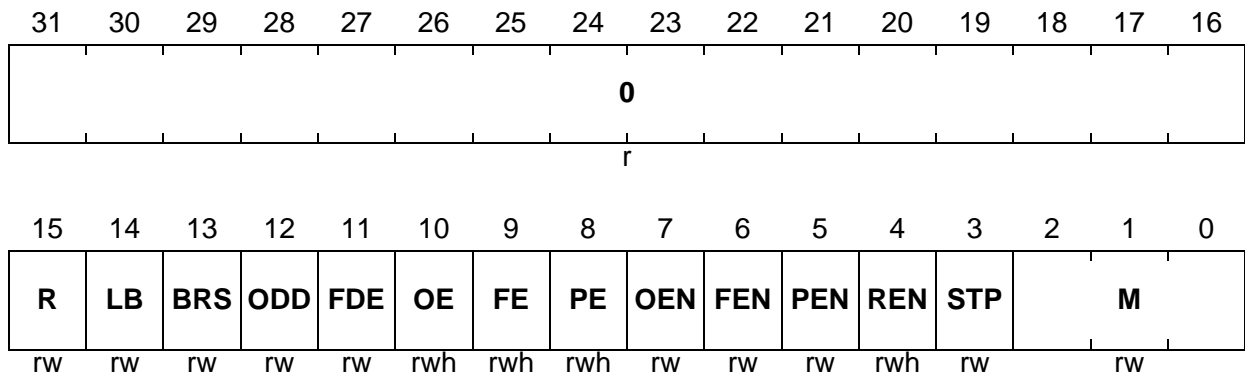 31 30 29 28 27 26 25 24 23 22 21 20 19 18 17 16
0
r
15 14 13 12 11 10 9 8 7 6 5 4 3 2 1 0
R LB BRS ODD FDE OE FE PE OEN FEN PEN REN STP M
rw rw rw rw rw rwh rwh rwh rw rw rw rwh rw rw